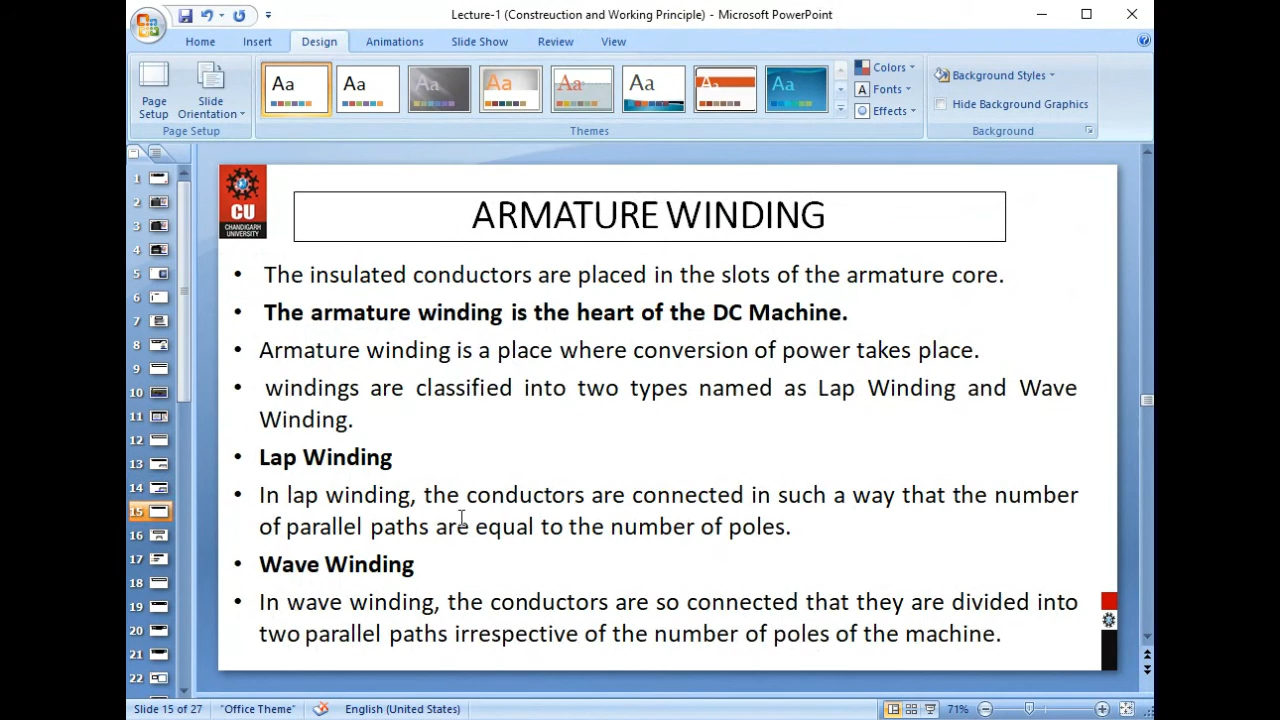 Lecture-1 (Constreuction and Working Principle) - Microsoft PowerPoint
Home Insert Design Animations Slide Show Review View
Aa Aa Aa Aa Aa Aa Aa Aa
Colors
Fonts
Effects
Background Styles
Hide Background Graphics
Page Setup
Slide Orientation
Page Setup Themes Background
1
2
3
4
5
6
7
8
9
10
11
12
13
14
15
16
17
18
19
20
21
22
CU
CHANDIGARH
UNIVERSITY
ARMATURE WINDING
• The insulated conductors are placed in the slots of the armature core.
• The armature winding is the heart of the DC Machine.
• Armature winding is a place where conversion of power takes place.
• windings are classified into two types named as Lap Winding and Wave
Winding.
• Lap Winding
• In lap winding, the conductors are connected in such a way that the number
of parallel paths are equal to the number of poles.
• Wave Winding
• In wave winding, the conductors are so connected that they are divided into
two parallel paths irrespective of the number of poles of the machine.
Slide 15 of 27 "Office Theme" English (United States) 71%